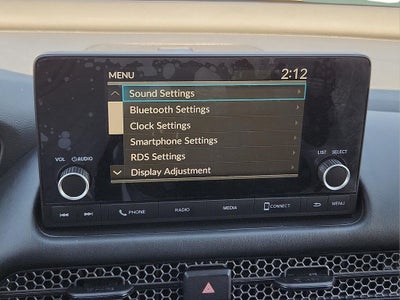 MENU 2:12
Sound Settings
Bluetooth Settings
Clock Settings
Smartphone Settings
RDS Settings
Display Adjustment
VOL AUDIO LIST SELECT
PHONE RADIO MEDIA CONNECT MENU